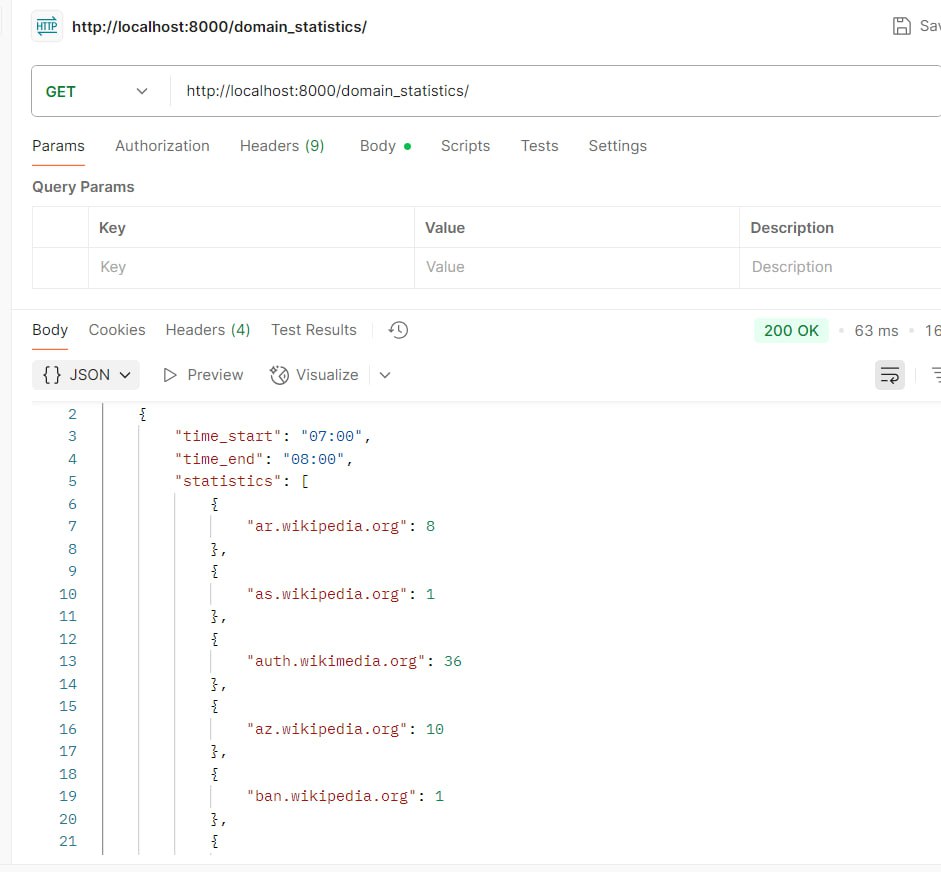 HTTP http://localhost:8000/domain_statistics/
GET http://localhost:8000/domain_statistics/
Params Authorization Headers (9) Body Scripts Tests Settings
Query Params
Key Value Description
Key Value Description
Body Cookies Headers (4) Test Results 200 OK 63 ms
{} JSON Preview Visualize
2 {
3 "time_start": "07:00",
4 "time_end": "08:00",
5 "statistics": [
6 {
7 "ar.wikipedia.org": 8
8 },
9 {
10 "as.wikipedia.org": 1
11 },
12 {
13 "auth.wikimedia.org": 36
14 },
15 {
16 "az.wikipedia.org": 10
17 },
18 {
19 "ban.wikipedia.org": 1
20 },
21 {